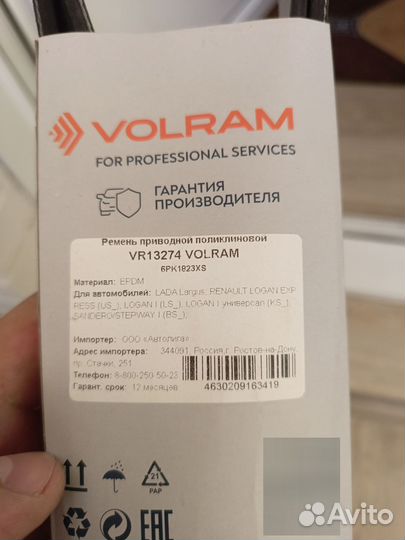 VOLRAM
FOR PROFESSIONAL SERVICES
ГАРАНТИЯ
ПРОИЗВОДИТЕЛЯ
Ремень приводной поликлиновой
VR13274 VOLRAM
6PK1823XS
Материал: EPDM
Для автомобилей: LADA Largus; RENAULT LOGAN EXP
RESS (US_), LOGAN I (LS_), LOGAN I универсал (KS_),
SANDERO/STEPWAY I (BS_);
Импортер: ООО «Автолига»
Адрес импортера: 344091, Россия,г. Ростов-на-Дону,
пр. Стачки, 251
Телефон: 8-800-250-50-23
Гарант. срок: 12 месяцев
4630209163419
21
PAP
EAC
Avito